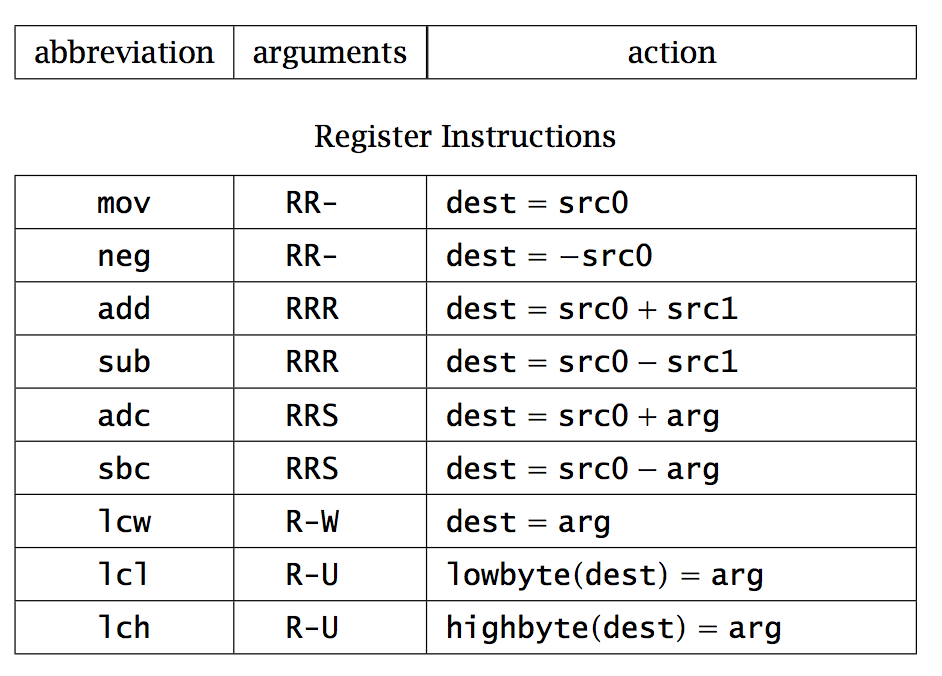 abbreviation arguments action
Register Instructions
mov RR- dest = src0
neg RR- dest = −src0
add RRR dest = src0 + src1
sub RRR dest = src0 − src1
adc RRS dest = src0 + arg
sbc RRS dest = src0 − arg
lcw R-W dest = arg
lcl R-U lowbyte(dest) = arg
lch R-U highbyte(dest) = arg